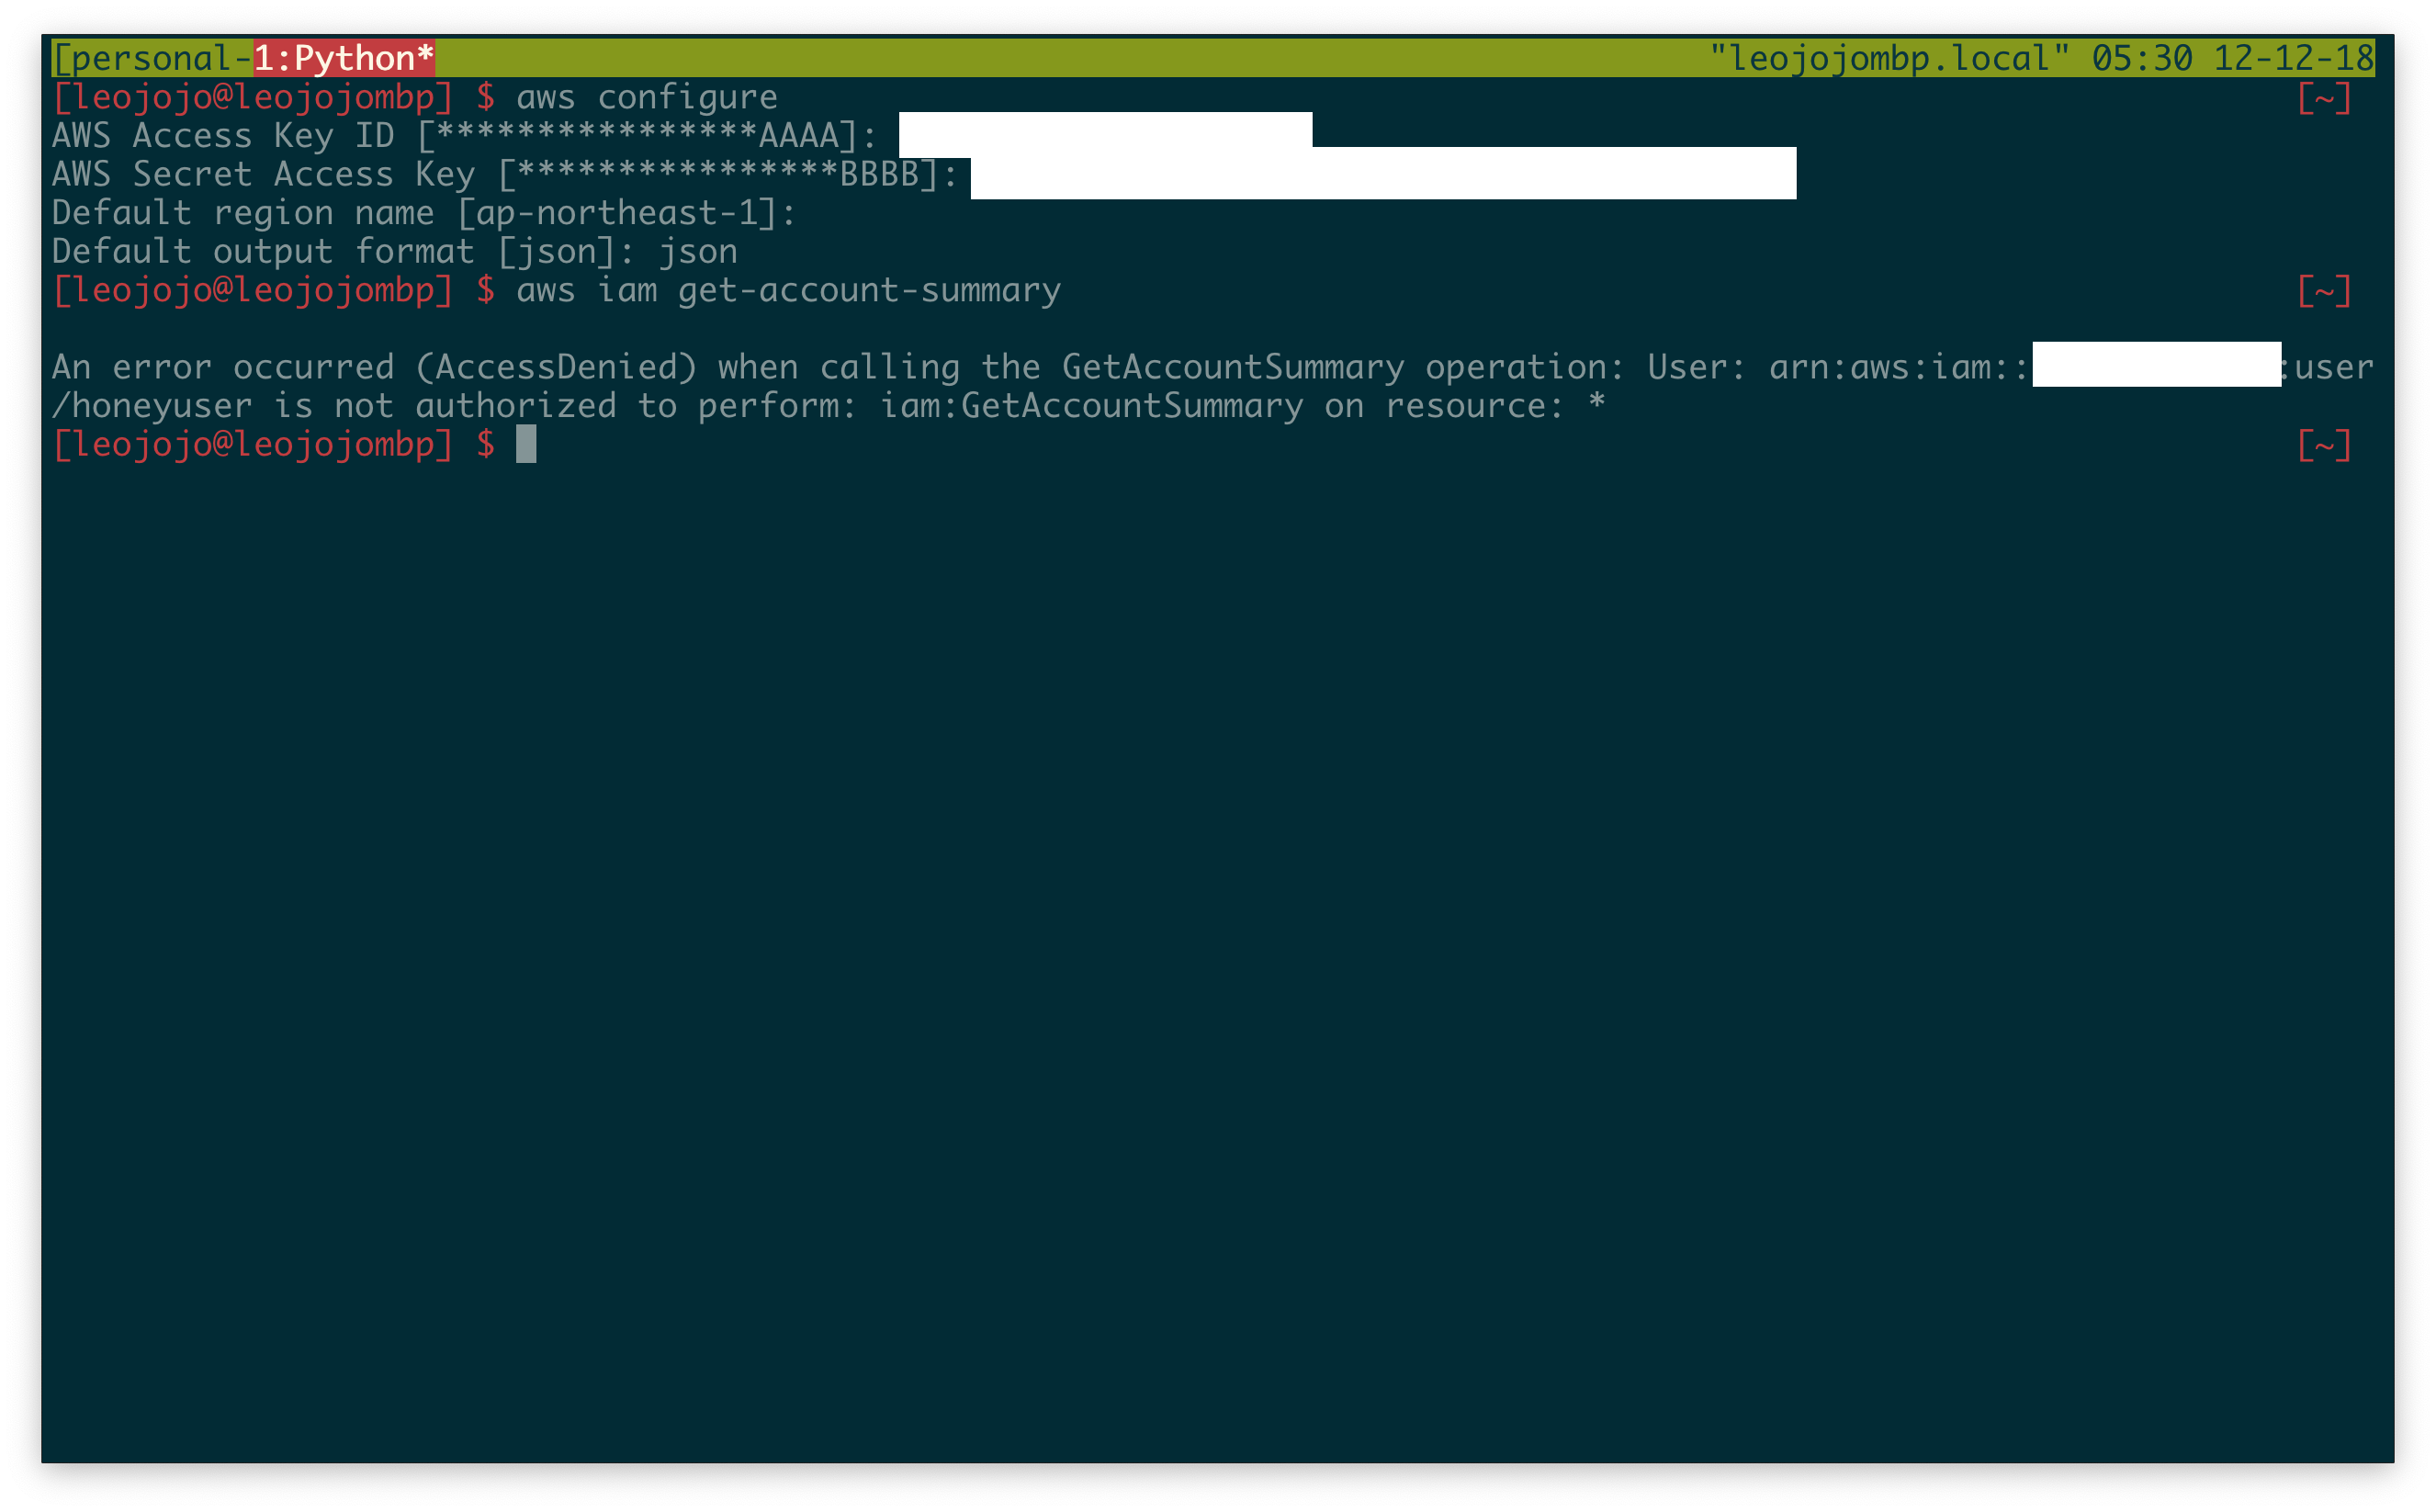 [personal-1:Python* "leojojombp.local" 05:30 12-12-18
[leojojo@leojojombp] $ aws configure [~]
AWS Access Key ID [****************AAAA]:
AWS Secret Access Key [****************BBBB]:
Default region name [ap-northeast-1]:
Default output format [json]: json
[leojojo@leojojombp] $ aws iam get-account-summary [~]
An error occurred (AccessDenied) when calling the GetAccountSummary operation: User: arn:aws:iam:: :user
/honeyuser is not authorized to perform: iam:GetAccountSummary on resource: *
[leojojo@leojojombp] $ [~]